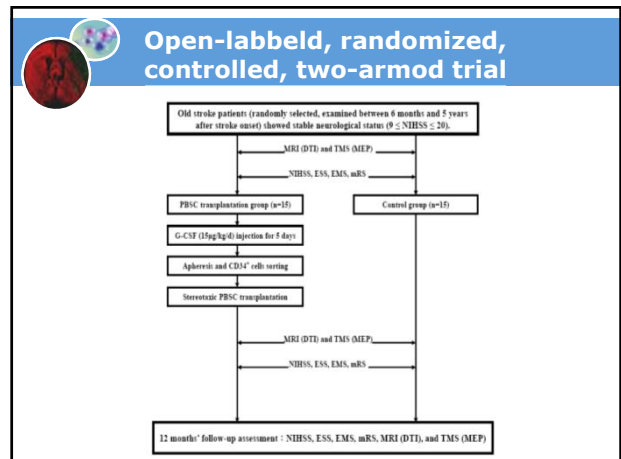 Open-labbeld, randomized,
controlled, two-armod trial
Old stroke patients (randomly selected, examined between 6 months and 5 years
after stroke onset) showed stable neurological status (9 ≤ NIHSS ≤ 20).
MRI (DTI) and TMS (MEP)
NIHSS, ESS, EMS, mRS
PBSC transplantation group (n=15)
Control group (n=15)
G-CSF (15μg/kg/d) injection for 5 days
Apheresis and CD34⁺ cells sorting
Stereotaxic PBSC transplantation
MRI (DTI) and TMS (MEP)
NIHSS, ESS, EMS, mRS
12 months' follow-up assessment : NIHSS, ESS, EMS, mRS, MRI (DTI), and TMS (MEP)